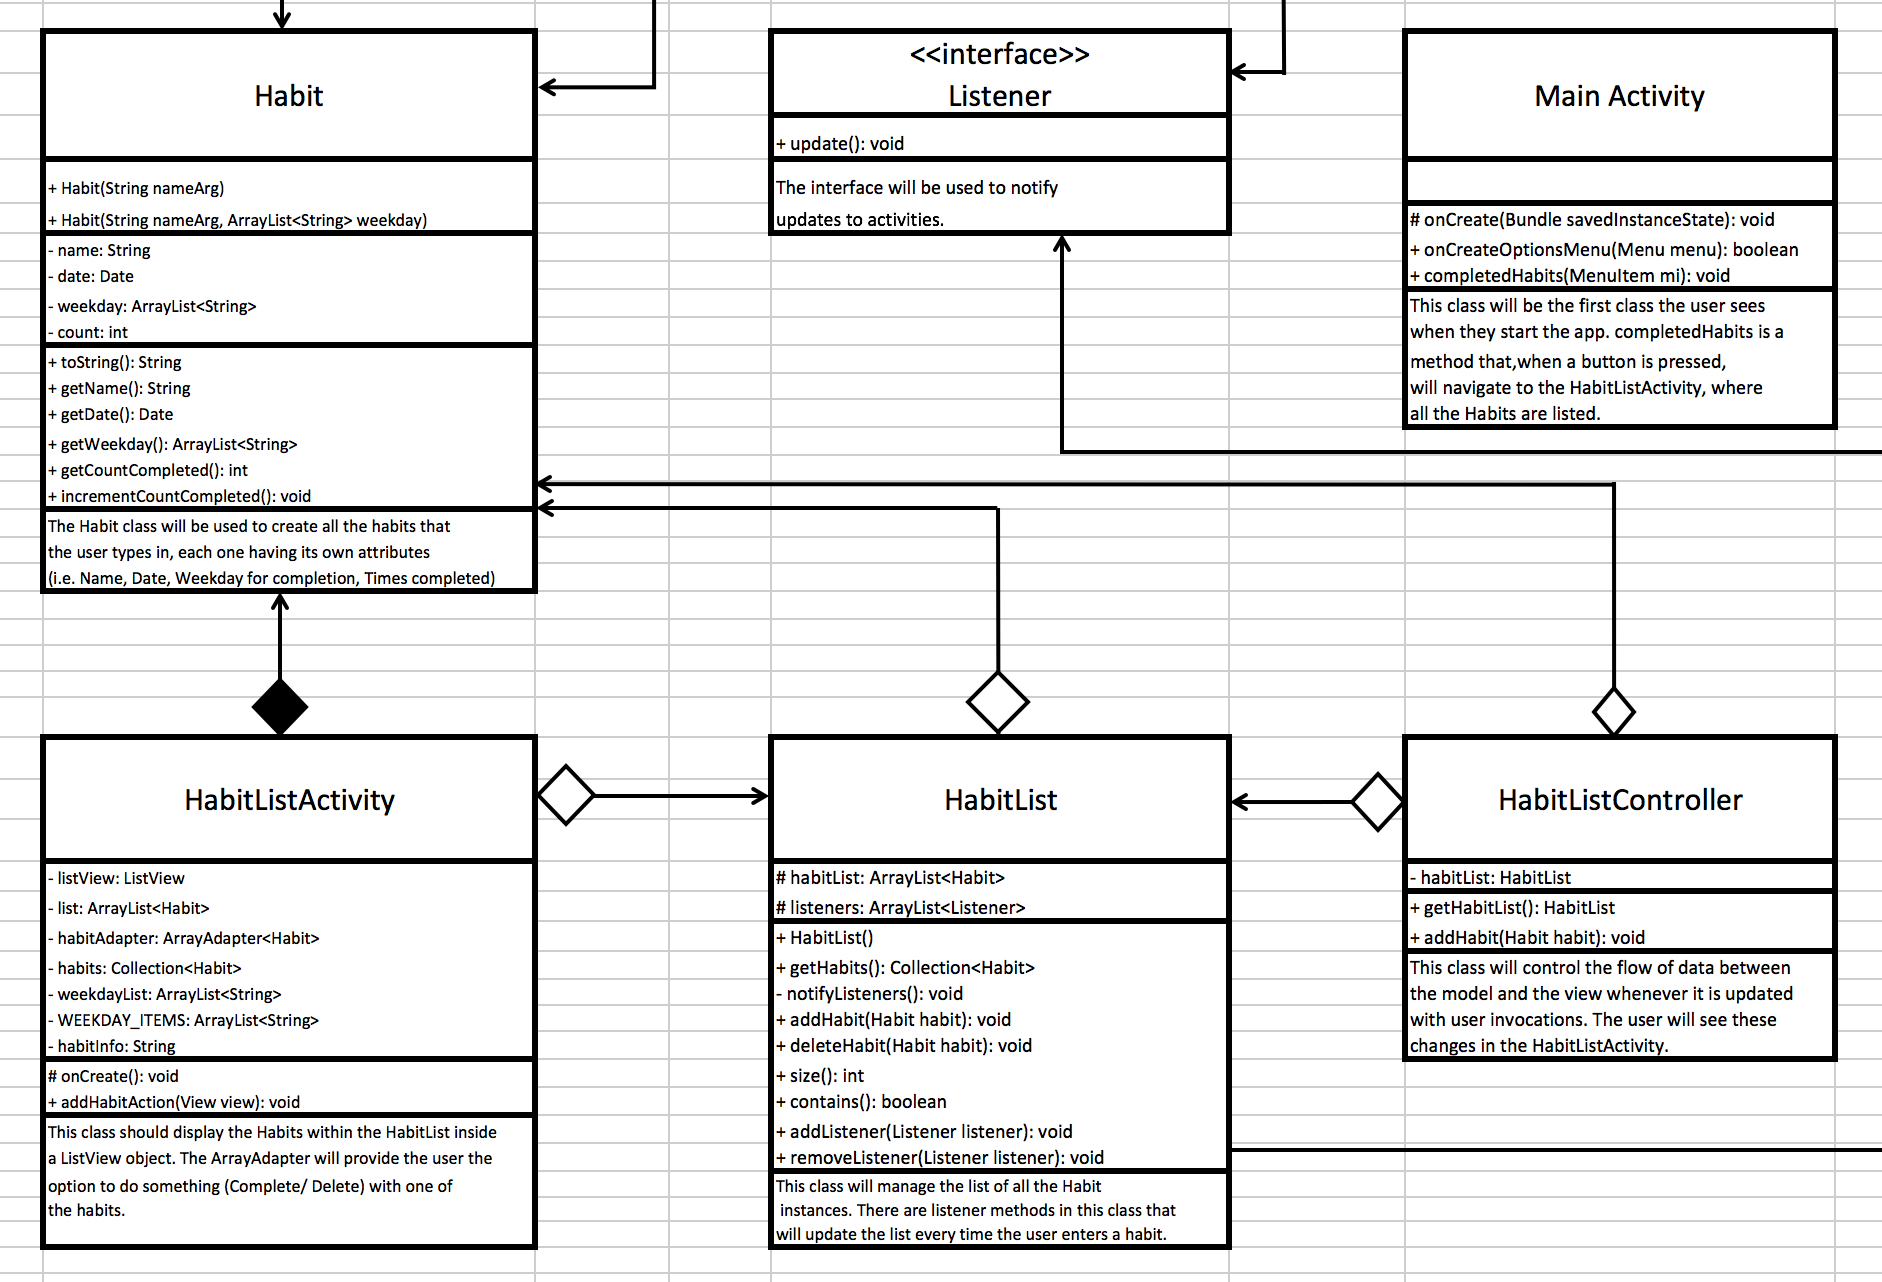 Habit
+ Habit(String nameArg)
+ Habit(String nameArg, ArrayList<String> weekday)
- name: String
- date: Date
- weekday: ArrayList<String>
- count: int
+ toString(): String
+ getName(): String
+ getDate(): Date
+ getWeekday(): ArrayList<String>
+ getCountCompleted(): int
+ incrementCountCompleted(): void
The Habit class will be used to create all the habits that
the user types in, each one having its own attributes
(i.e. Name, Date, Weekday for completion, Times completed)
<<interface>>
Listener
+ update(): void
The interface will be used to notify
updates to activities.
Main Activity
# onCreate(Bundle savedInstanceState): void
+ onCreateOptionsMenu(Menu menu): boolean
+ completedHabits(MenuItem mi): void
This class will be the first class the user sees
when they start the app. completedHabits is a
method that,when a button is pressed,
will navigate to the HabitListActivity, where
all the Habits are listed.
HabitListActivity
- listView: ListView
- list: ArrayList<Habit>
- habitAdapter: ArrayAdapter<Habit>
- habits: Collection<Habit>
- weekdayList: ArrayList<String>
- WEEKDAY_ITEMS: ArrayList<String>
- habitInfo: String
# onCreate(): void
+ addHabitAction(View view): void
This class should display the Habits within the HabitList inside
a ListView object. The ArrayAdapter will provide the user the
option to do something (Complete/ Delete) with one of
the habits.
HabitList
# habitList: ArrayList<Habit>
# listeners: ArrayList<Listener>
+ HabitList()
+ getHabits(): Collection<Habit>
- notifyListeners(): void
+ addHabit(Habit habit): void
+ deleteHabit(Habit habit): void
+ size(): int
+ contains(): boolean
+ addListener(Listener listener): void
+ removeListener(Listener listener): void
This class will manage the list of all the Habit
instances. There are listener methods in this class that
will update the list every time the user enters a habit.
HabitListController
- habitList: HabitList
+ getHabitList(): HabitList
+ addHabit(Habit habit): void
This class will control the flow of data between
the model and the view whenever it is updated
with user invocations. The user will see these
changes in the HabitListActivity.